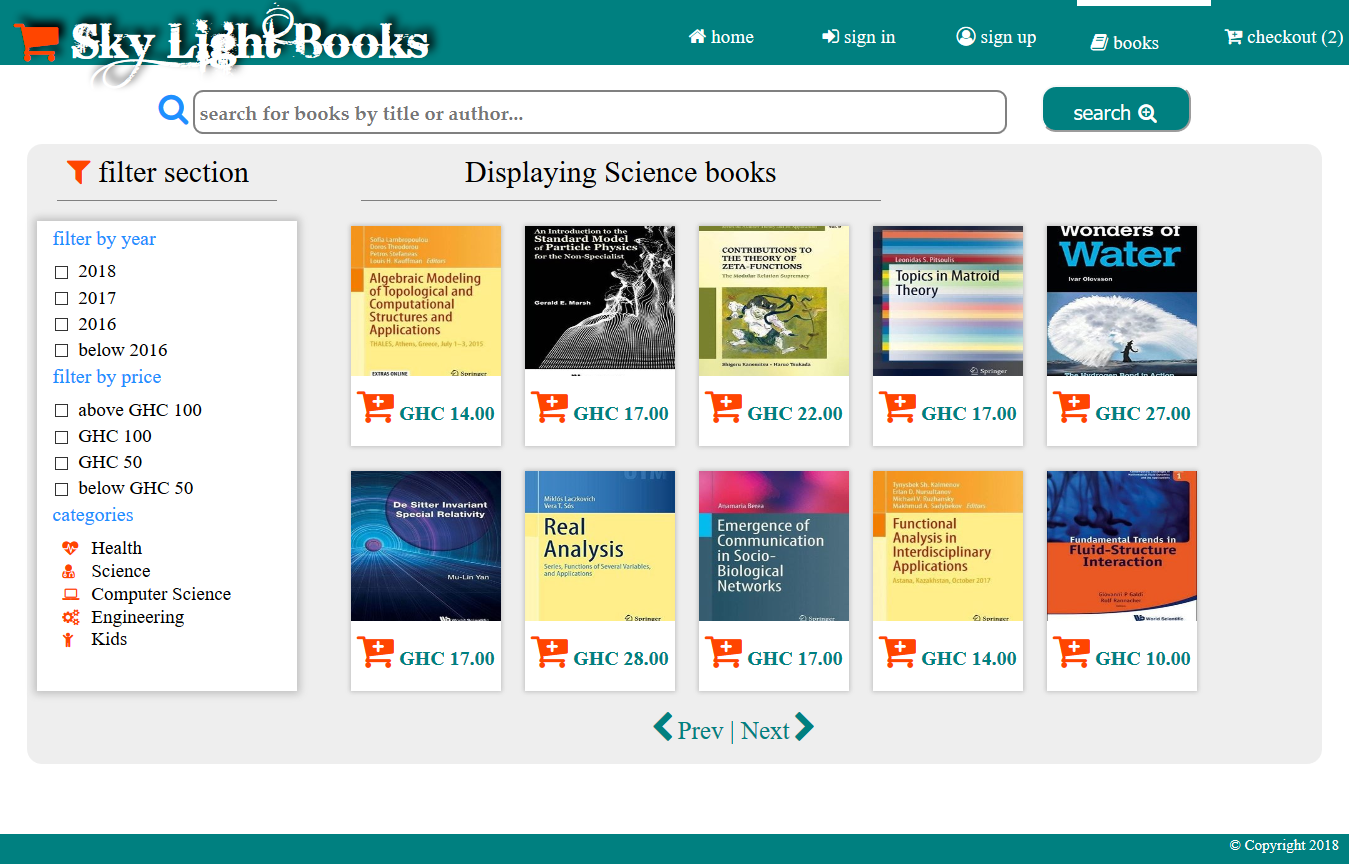 Sky Light Books
home
sign in
sign up
books
checkout (2)
search for books by title or author...
search
filter section
Displaying Science books
filter by year
2018
2017
2016
below 2016
filter by price
above GHC 100
GHC 100
GHC 50
below GHC 50
categories
Health
Science
Computer Science
Engineering
Kids
Sofia Lambropoulou
Doros Theodorou
Petros Stefaneas
Louis H. Kauffman Editors
Algebraic Modeling
of Topological and
Computational
Structures and
Applications
THALES, Athens, Greece, July 1–3, 2015
EXTRAS ONLINE
Springer
GHC 14.00
An Introduction to the
Standard Model
of Particle Physics
for the Non-Specialist
Gerald E. Marsh
GHC 17.00
CONTRIBUTIONS TO
THE THEORY OF
ZETA-FUNCTIONS
The Modular Relation Supremacy
Shigeru Kanemitsu • Haruo Tsukada
GHC 22.00
Leonidas S. Pitsoulis
Topics in Matroid
Theory
Springer
GHC 17.00
Wonders of
Water
Ivar Olovsson
The Hydrogen Bond in Action
GHC 27.00
De Sitter Invariant
Special Relativity
Mu-Lin Yan
World Scientific
GHC 17.00
UTM
Miklós Laczkovich
Vera T. Sós
Real
Analysis
Series, Functions of Several Variables,
and Applications
Springer
GHC 28.00
Anamaria Berea
Emergence of
Communication
in Socio-
Biological
Networks
Springer
GHC 17.00
Tynysbek Sh. Kalmenov
Erlan D. Nursultanov
Michael V. Ruzhansky
Makhmud A. Sadybekov Editors
Functional
Analysis in
Interdisciplinary
Applications
Astana, Kazakhstan, October 2017
Springer
GHC 14.00
1
Fundamental Trends in
Fluid-Structure
Interaction
Giovanni P Galdi
Rolf Rannacher
World Scientific
GHC 10.00
Prev | Next
© Copyright 2018